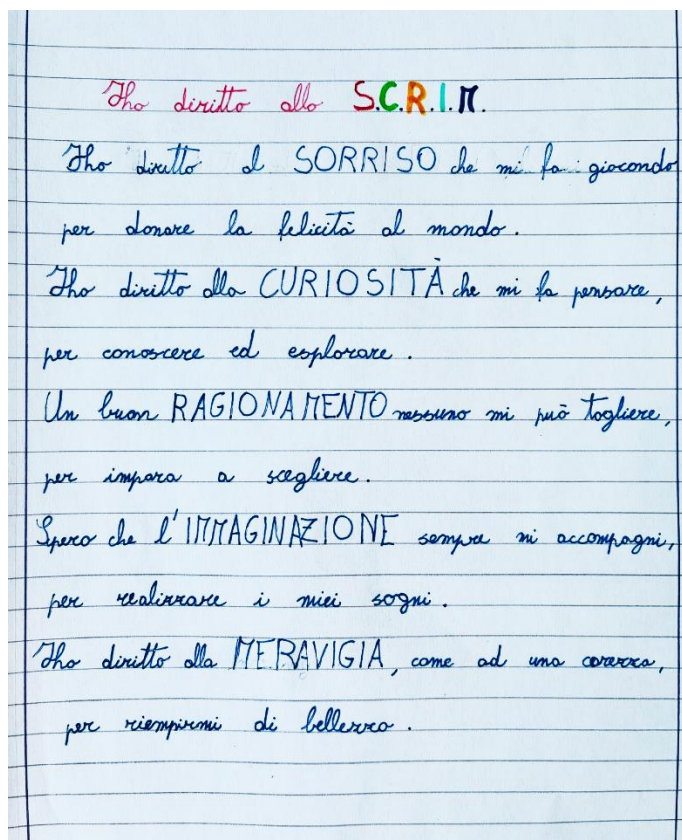 Ho diritto allo S.C.R.I.M.
Ho diritto al SORRISO che mi fa giocondo
per donare la felicità al mondo.
Ho diritto alla CURIOSITÀ che mi fa pensare,
per conoscere ed esplorare.
Un buon RAGIONAMENTO nessuno mi può togliere,
per impara a scegliere.
Spero che l'IMMAGINAZIONE sempre mi accompagni,
per realizzare i miei sogni.
Ho diritto alla MERAVIGIA, come ad una carezza,
per riempirmi di bellezza.